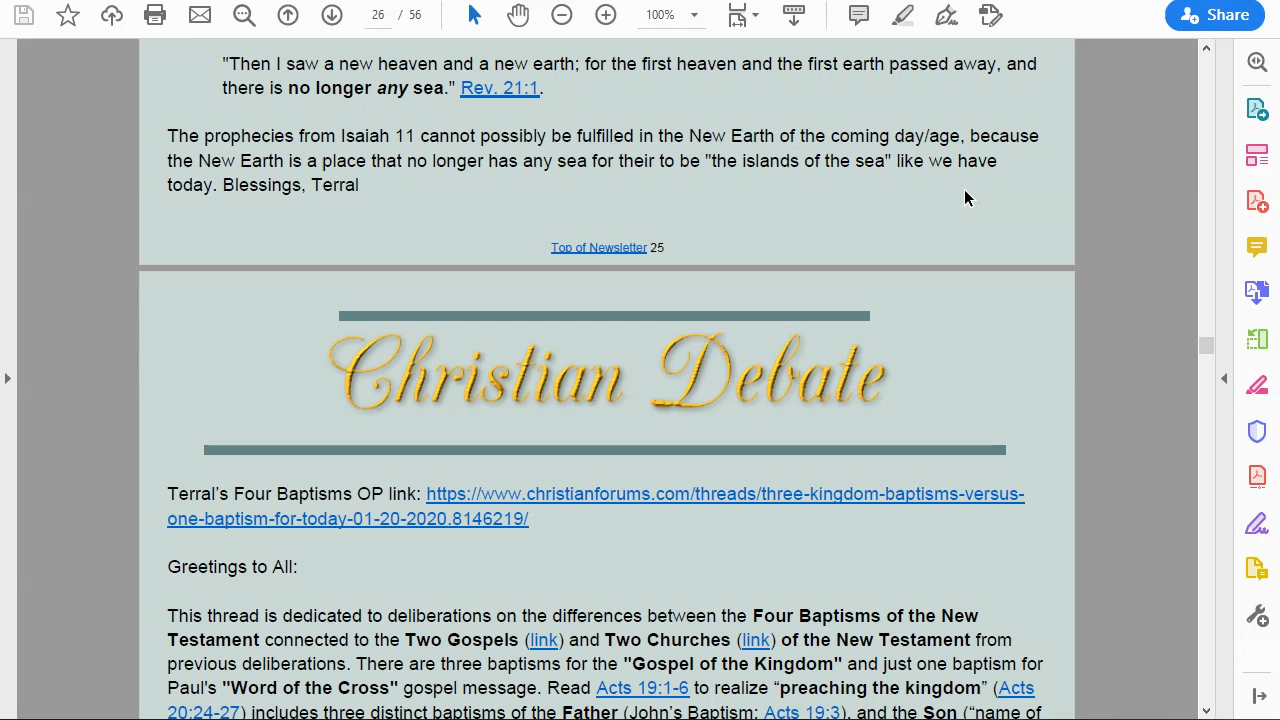 26 / 56
100%
Share
"Then I saw a new heaven and a new earth; for the first heaven and the first earth passed away, and
there is no longer any sea." Rev. 21:1.
The prophecies from Isaiah 11 cannot possibly be fulfilled in the New Earth of the coming day/age, because
the New Earth is a place that no longer has any sea for their to be "the islands of the sea" like we have
today. Blessings, Terral
Top of Newsletter 25
Christian Debate
Terral’s Four Baptisms OP link: https://www.christianforums.com/threads/three-kingdom-baptisms-versus-
one-baptism-for-today-01-20-2020.8146219/
Greetings to All:
This thread is dedicated to deliberations on the differences between the Four Baptisms of the New
Testament connected to the Two Gospels (link) and Two Churches (link) of the New Testament from
previous deliberations. There are three baptisms for the "Gospel of the Kingdom" and just one baptism for
Paul's "Word of the Cross" gospel message. Read Acts 19:1-6 to realize “preaching the kingdom” (Acts
20:24-27) includes three distinct baptisms of the Father (John’s Baptism: Acts 19:3), and the Son (“name of